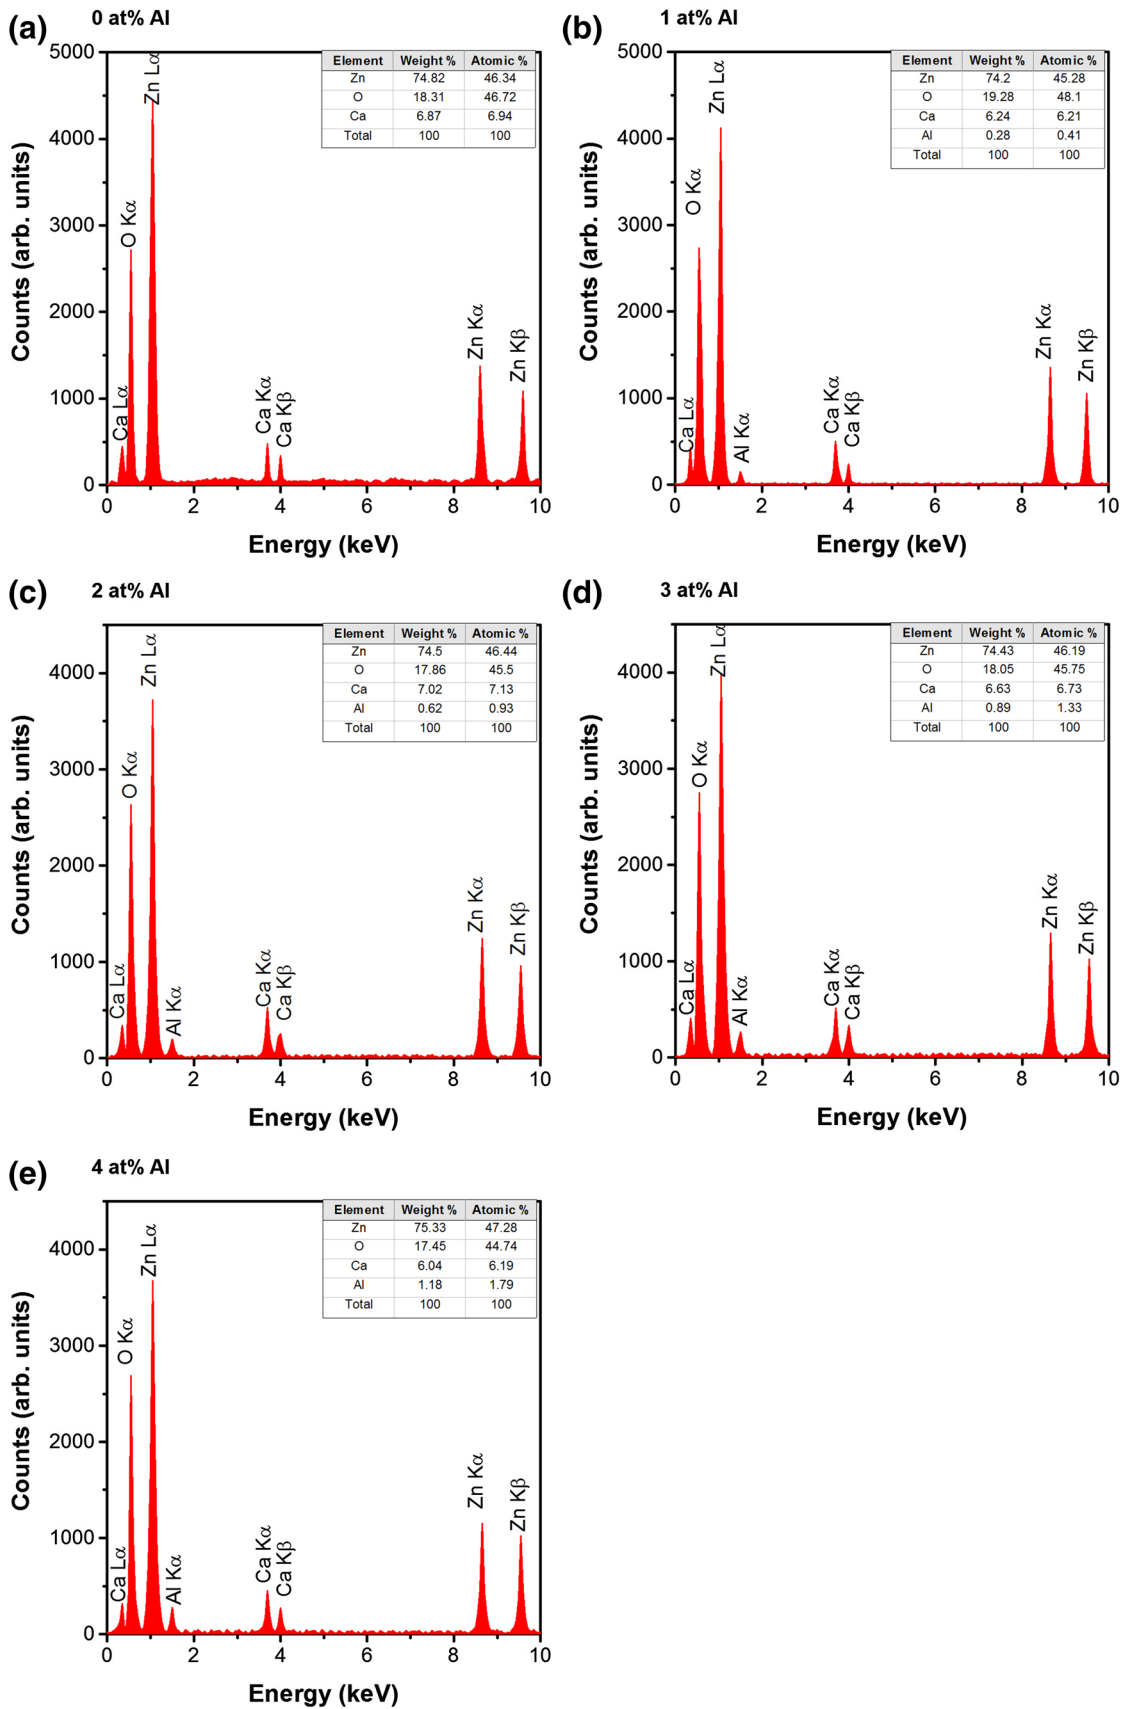 (a) 0 at% Al
Counts (arb. units)
5000
4000
3000
2000
1000
0
Ca Lα
O Kα
Zn Lα
Ca Kα
Ca Kβ
Zn Kα
Zn Kβ
Element Weight % Atomic %
Zn 74.82 46.34
O 18.31 46.72
Ca 6.87 6.94
Total 100 100
0 2 4 6 8 10
Energy (keV)
(b) 1 at% Al
Counts (arb. units)
5000
4000
3000
2000
1000
0
Ca Lα
O Kα
Zn Lα
Al Kα
Ca Kα
Ca Kβ
Zn Kα
Zn Kβ
Element Weight % Atomic %
Zn 74.2 45.28
O 19.28 48.1
Ca 6.24 6.21
Al 0.28 0.41
Total 100 100
0 2 4 6 8 10
Energy (keV)
(c) 2 at% Al
Counts (arb. units)
4000
3000
2000
1000
0
Ca Lα
O Kα
Zn Lα
Al Kα
Ca Kα
Ca Kβ
Zn Kα
Zn Kβ
Element Weight % Atomic %
Zn 74.5 46.44
O 17.86 45.5
Ca 7.02 7.13
Al 0.62 0.93
Total 100 100
0 2 4 6 8 10
Energy (keV)
(d) 3 at% Al
Counts (arb. units)
4000
3000
2000
1000
0
Ca Lα
O Kα
Zn Lα
Al Kα
Ca Kα
Ca Kβ
Zn Kα
Zn Kβ
Element Weight % Atomic %
Zn 74.43 46.19
O 18.05 45.75
Ca 6.63 6.73
Al 0.89 1.33
Total 100 100
0 2 4 6 8 10
Energy (keV)
(e) 4 at% Al
Counts (arb. units)
4000
3000
2000
1000
0
Ca Lα
O Kα
Zn Lα
Al Kα
Ca Kα
Ca Kβ
Zn Kα
Zn Kβ
Element Weight % Atomic %
Zn 75.33 47.28
O 17.45 44.74
Ca 6.04 6.19
Al 1.18 1.79
Total 100 100
0 2 4 6 8 10
Energy (keV)